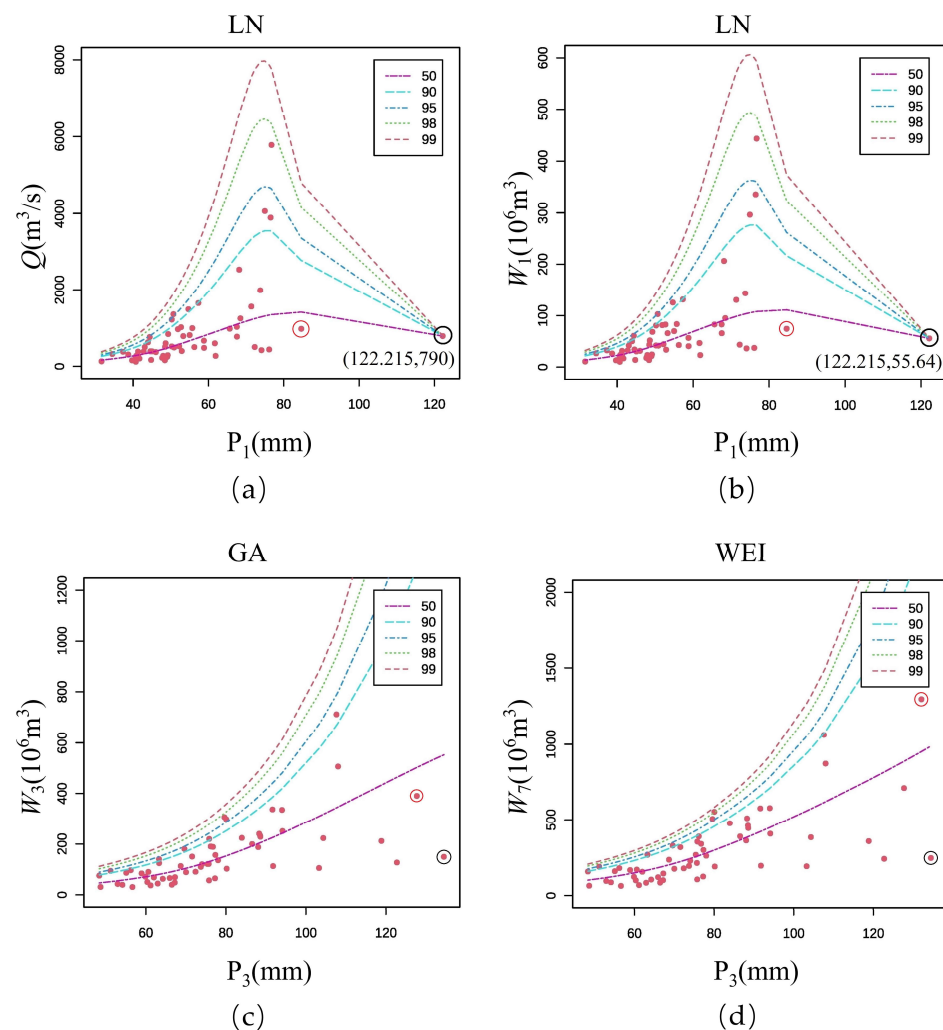 LN
8000
6000
4000
2000
0
Q(m³/s)
50
90
95
98
99
(122.215,790)
40 60 80 100 120
P₁(mm)
(a)
LN
600
500
400
300
200
100
0
W₁(10⁶m³)
50
90
95
98
99
(122.215,55.64)
40 60 80 100 120
P₁(mm)
(b)
GA
1200
1000
800
600
400
200
0
W₃(10⁶m³)
50
90
95
98
99
60 80 100 120
P₃(mm)
(c)
WEI
2000
1500
1000
500
0
W₇(10⁶m³)
50
90
95
98
99
60 80 100 120
P₃(mm)
(d)